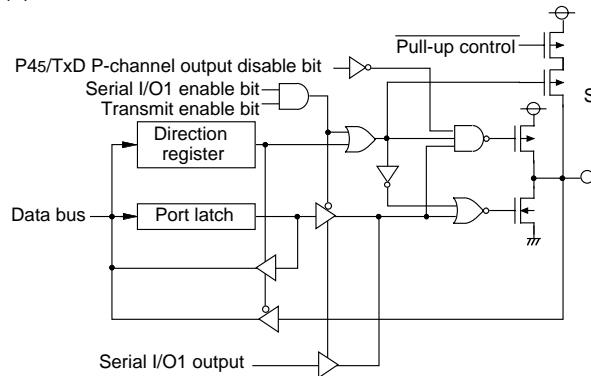 Pull-up control
P45/TxD P-channel output disable bit
Serial I/O1 enable bit
Transmit enable bit
Direction
register
Data bus
Port latch
Serial I/O1 output
S